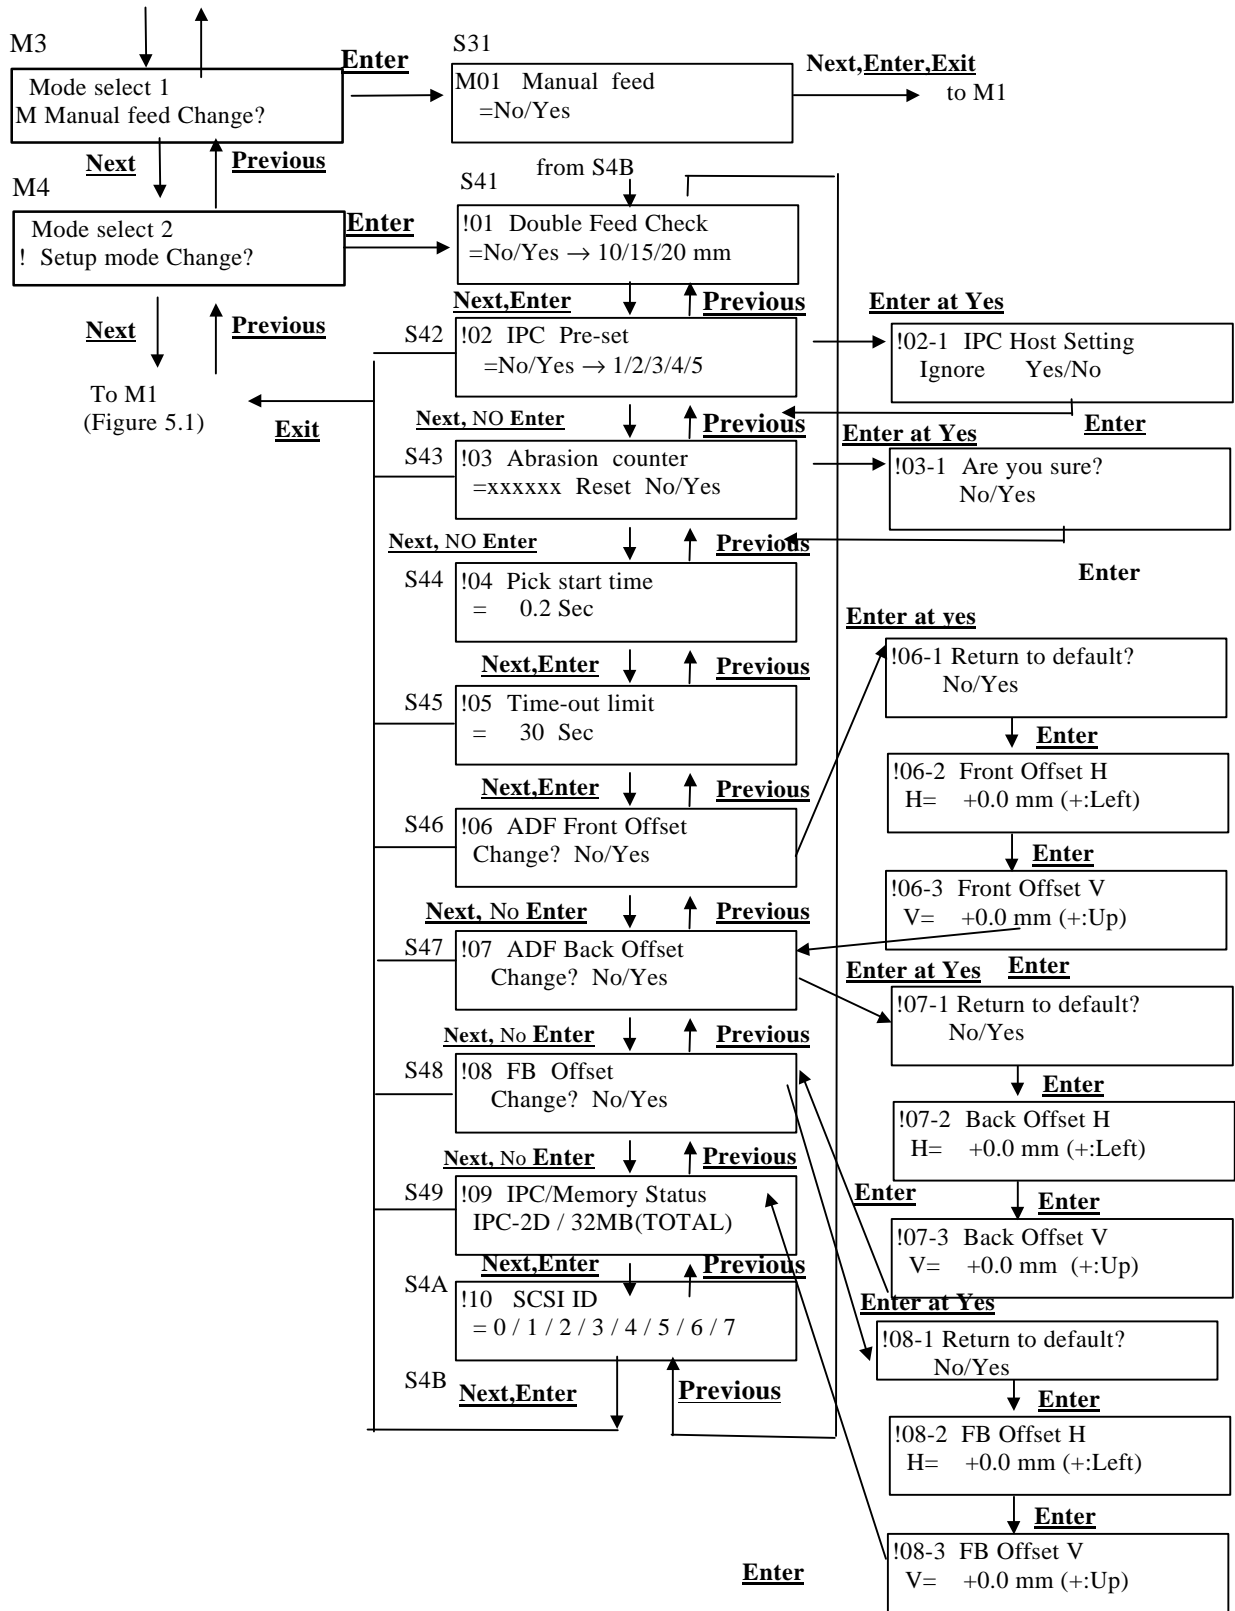 M3
Mode select 1
M Manual feed Change?
Enter
S31
M01 Manual feed
=No/Yes
Next,Enter,Exit
to M1
Next
Previous
M4
Mode select 2
! Setup mode Change?
Enter
from S4B
S41
!01 Double Feed Check
=No/Yes → 10/15/20 mm
Next
Previous
To M1
(Figure 5.1)
Exit
Next,Enter
Previous
Enter at Yes
S42
!02 IPC Pre-set
=No/Yes → 1/2/3/4/5
!02-1 IPC Host Setting
Ignore Yes/No
Next, NO Enter
Previous
Enter
Enter at Yes
S43
!03 Abrasion counter
=xxxxxx Reset No/Yes
!03-1 Are you sure?
No/Yes
Next, NO Enter
Previous
Enter
S44
!04 Pick start time
= 0.2 Sec
Enter at yes
Next,Enter
Previous
!06-1 Return to default?
No/Yes
S45
!05 Time-out limit
= 30 Sec
Enter
!06-2 Front Offset H
H= +0.0 mm (+:Left)
Next,Enter
Previous
S46
!06 ADF Front Offset
Change? No/Yes
Enter
!06-3 Front Offset V
V= +0.0 mm (+:Up)
Next, No Enter
Previous
S47
!07 ADF Back Offset
Change? No/Yes
Enter at Yes
Enter
!07-1 Return to default?
No/Yes
Next, No Enter
Previous
S48
!08 FB Offset
Change? No/Yes
Enter
!07-2 Back Offset H
H= +0.0 mm (+:Left)
Next, No Enter
Previous
S49
!09 IPC/Memory Status
IPC-2D / 32MB(TOTAL)
Enter
Enter
!07-3 Back Offset V
V= +0.0 mm (+:Up)
Next,Enter
Previous
S4A
!10 SCSI ID
= 0 / 1 / 2 / 3 / 4 / 5 / 6 / 7
Enter at Yes
!08-1 Return to default?
No/Yes
S4B
Next,Enter
Previous
Enter
!08-2 FB Offset H
H= +0.0 mm (+:Left)
Enter
!08-3 FB Offset V
V= +0.0 mm (+:Up)
Enter